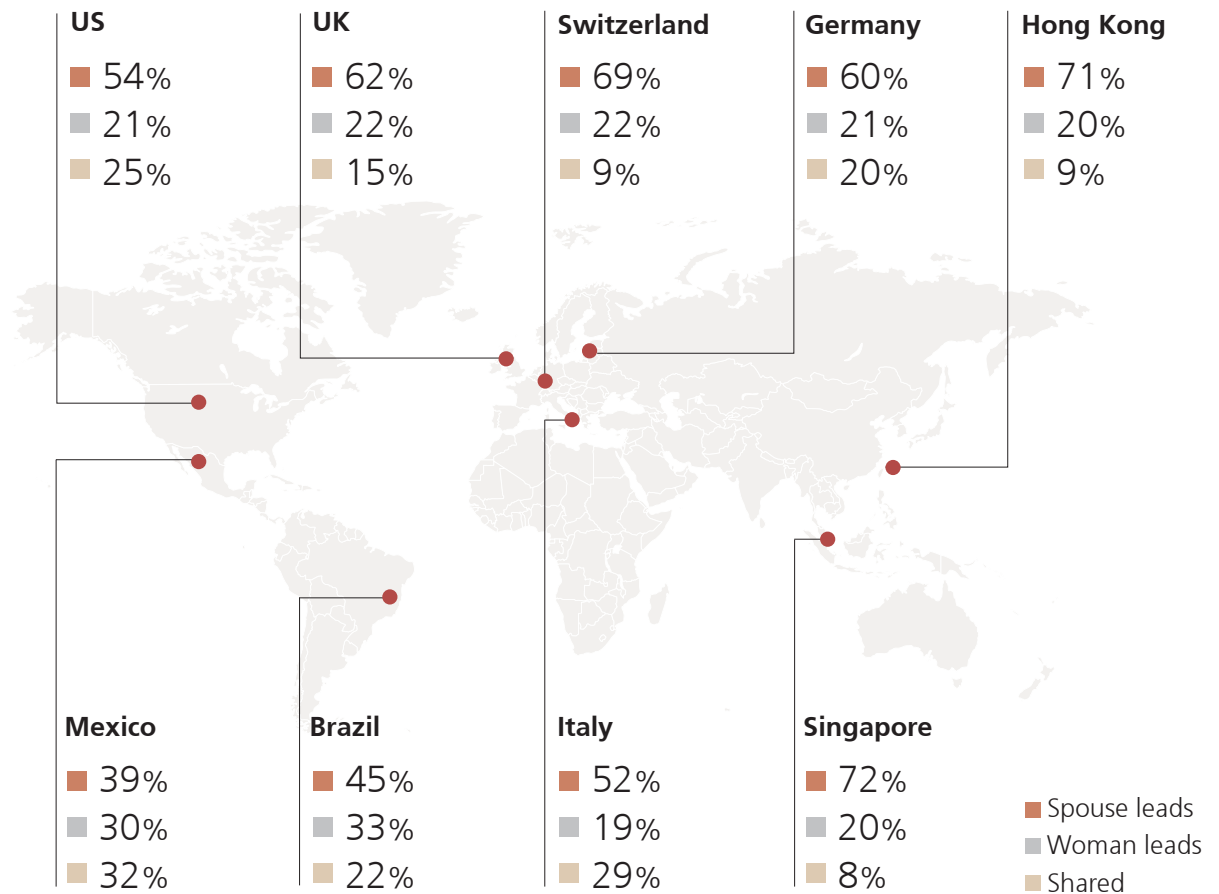 US
54%
21%
25%
UK
62%
22%
15%
Switzerland
69%
22%
9%
Germany
60%
21%
20%
Hong Kong
71%
20%
9%
Mexico
39%
30%
32%
Brazil
45%
33%
22%
Italy
52%
19%
29%
Singapore
72%
20%
8%
Spouse leads
Woman leads
Shared